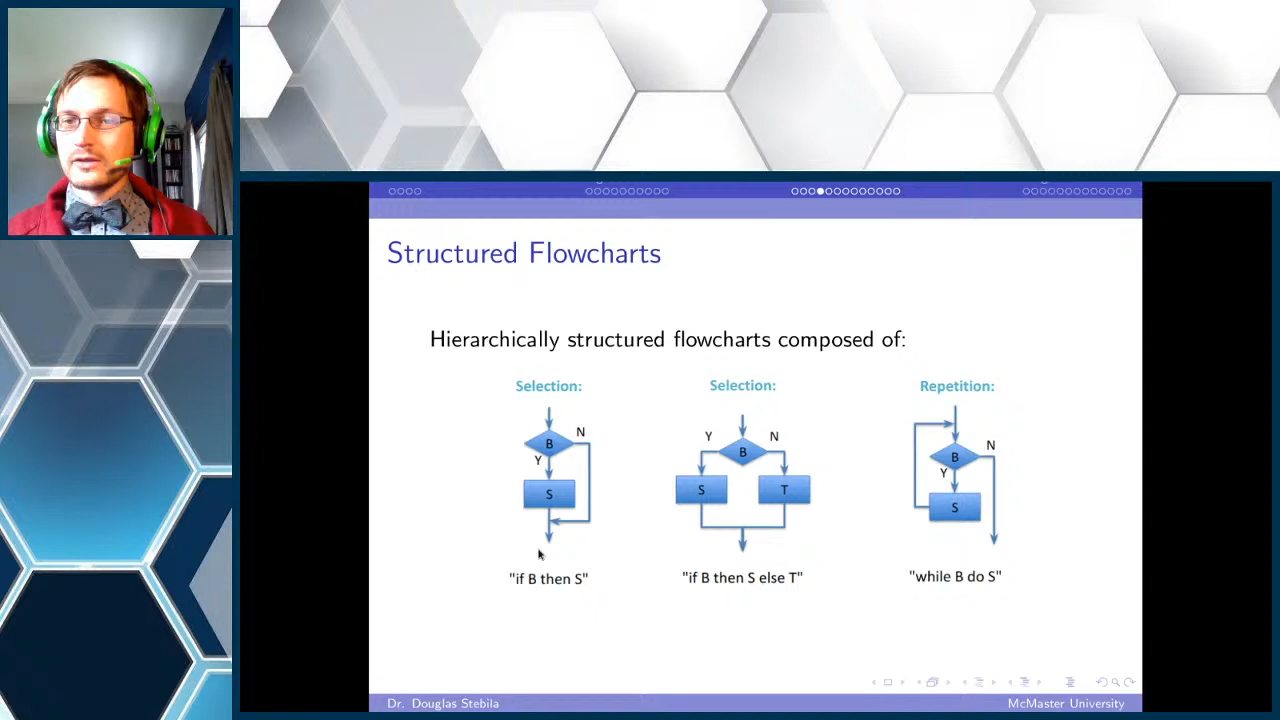 Structured Flowcharts
Hierarchically structured flowcharts composed of:
Selection:
B
N
Y
S
"if B then S"
Selection:
Y
N
B
S
T
"if B then S else T"
Repetition:
B
N
Y
S
"while B do S"
Dr. Douglas Stebila
McMaster University